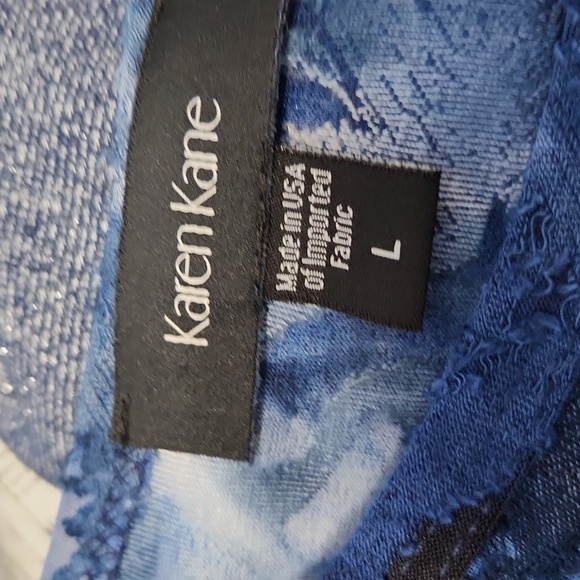 Karen Kane
Made in USA
of Imported
Fabric
L